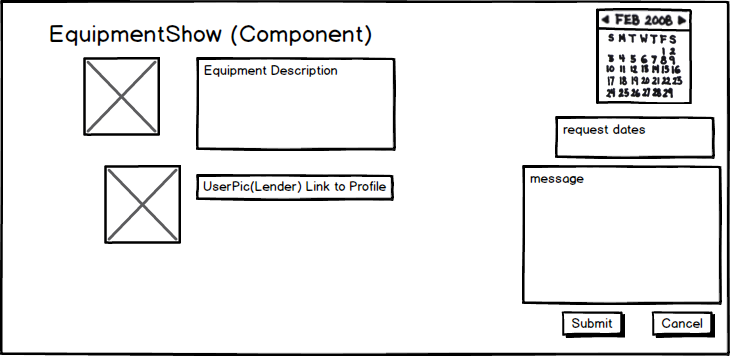 EquipmentShow (Component)
Equipment Description
UserPic(Lender) Link to Profile
FEB 2008
S M T W T F S
1 2
3 4 5 6 7 8 9
10 11 12 13 14 15 16
17 18 19 20 21 22 23
24 25 26 27 28 29
request dates
message
Submit
Cancel